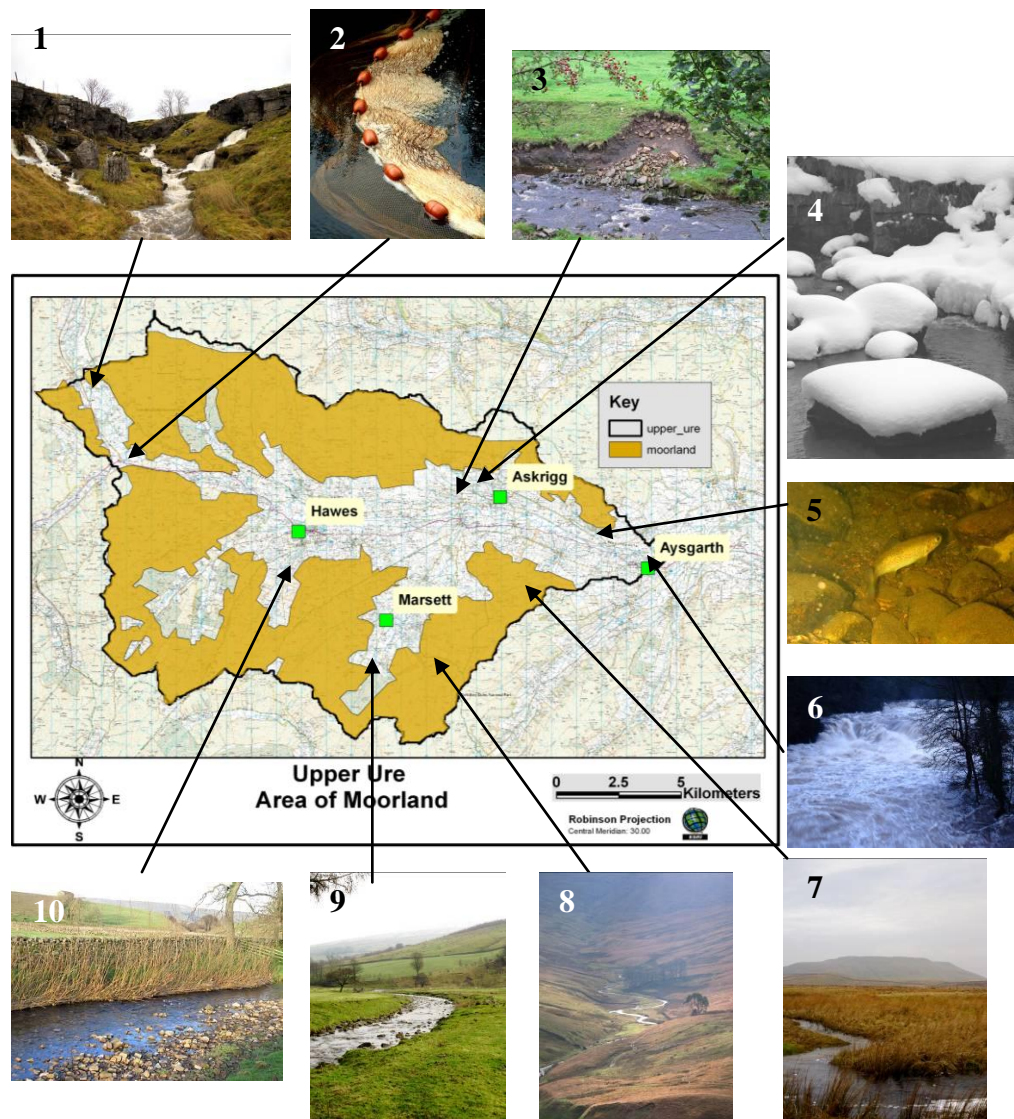 1
2
3
4
Key
upper_ure
moorland
Askrigg
Hawes
5
Aysgarth
Marsett
6
N
W E
S
Upper Ure
Area of Moorland
0 2.5 5
Kilometers
Robinson Projection
Central Meridian: 30.00
10
9
8
7